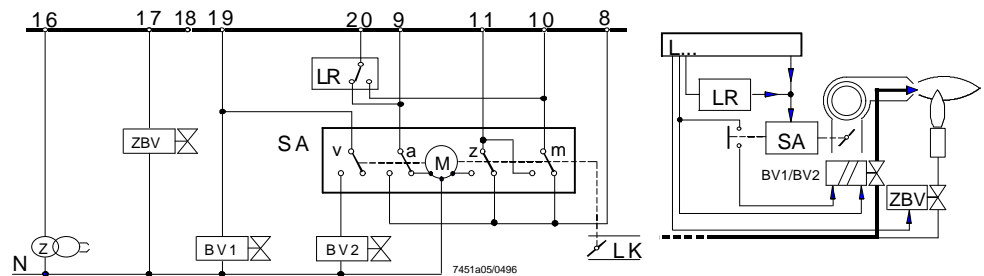 16 17 18 19 20 9 11 10 8
L...
LR
LR
SA
v a M z m
SA
ZBV
BV1/BV2
ZBV
Z
BV1 BV2
LK
N
7451a05/0496